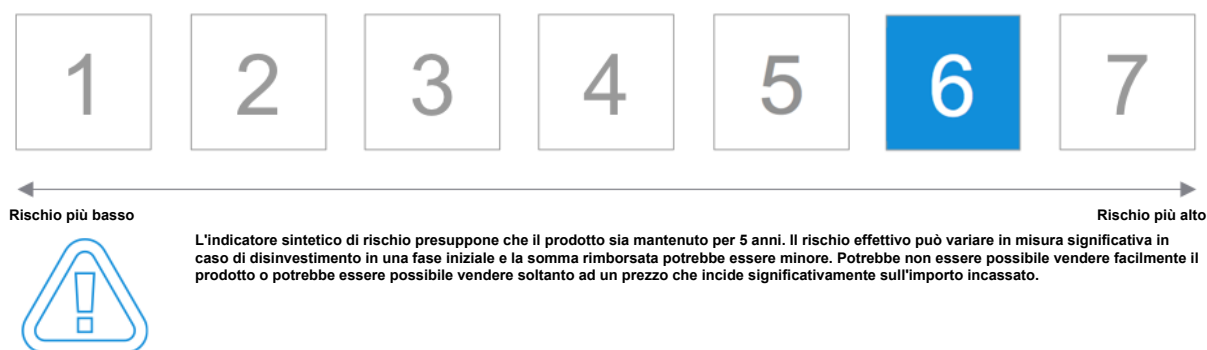 1 2 3 4 5 6 7
Rischio più basso Rischio più alto
L'indicatore sintetico di rischio presuppone che il prodotto sia mantenuto per 5 anni. Il rischio effettivo può variare in misura significativa in
caso di disinvestimento in una fase iniziale e la somma rimborsata potrebbe essere minore. Potrebbe non essere possibile vendere facilmente il
prodotto o potrebbe essere possibile vendere soltanto ad un prezzo che incide significativamente sull'importo incassato.